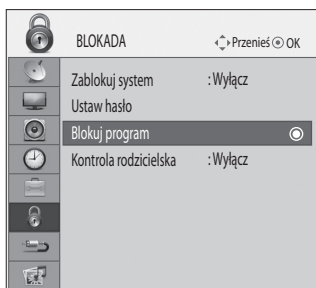 BLOKADA Przenieś OK
Zablokuj system : Wyłącz
Ustaw hasło
Blokuj program
Kontrola rodzicielska : Wyłącz